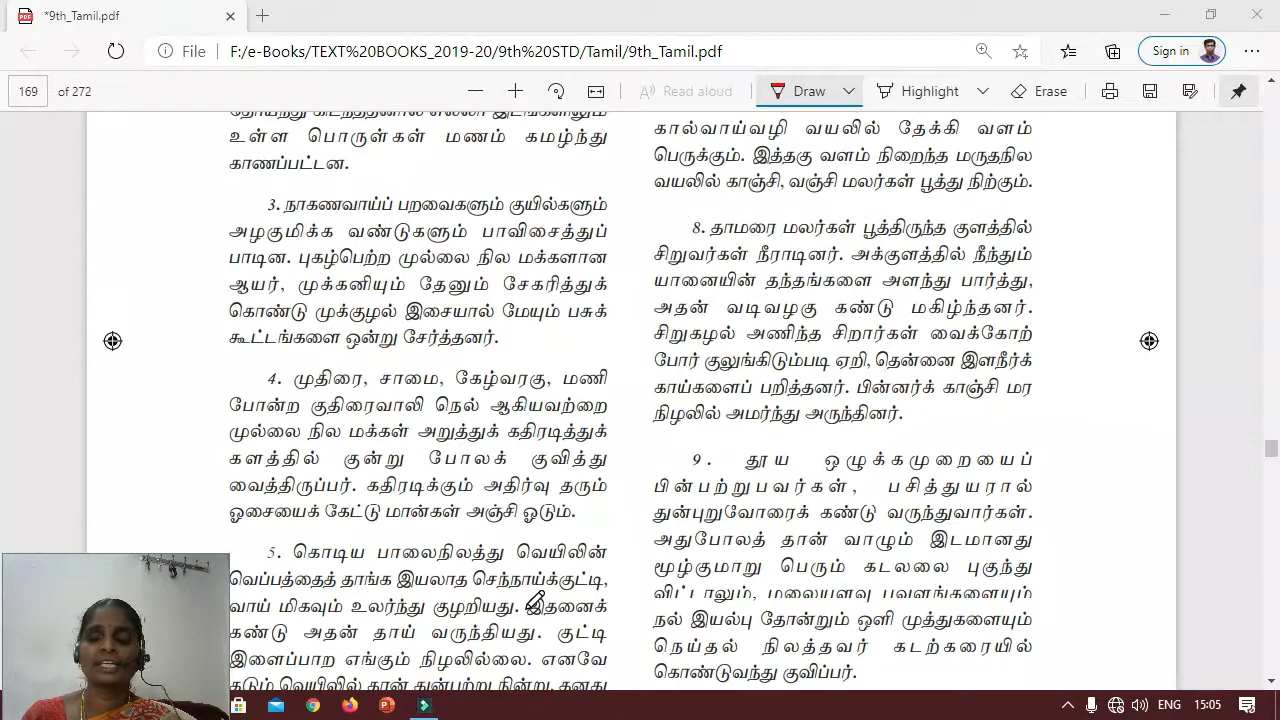 *9th_Tamil.pdf
File
F:/e-Books/TEXT%20BOOKS_2019-20/9th%20STD/Tamil/9th_Tamil.pdf
Sign in
169 of 272
Read aloud
Draw
Highlight
Erase
உள்ள பொருள்கள் மணம் கமழ்ந்து
காணப்பட்டன.
3. நாகணவாய்ப் பறவைகளும் குயில்களும்
அழகுமிக்க வண்டுகளும் பாவிசைத்துப்
பாடின. புகழ்பெற்ற முல்லை நில மக்களான
ஆயர், முக்கனியும் தேனும் சேகரித்துக்
கொண்டு முக்குழல் இசையால் மேயும் பசுக்
கூட்டங்களை ஒன்று சேர்த்தனர்.
4. முதிரை, சாமை, கேழ்வரகு, மணி
போன்ற குதிரைவாலி நெல் ஆகியவற்றை
முல்லை நில மக்கள் அறுத்துக் கதிரடித்துக்
களத்தில் குன்று போலக் குவித்து
வைத்திருப்பர். கதிரடிக்கும் அதிர்வு தரும்
ஓசையைக் கேட்டு மான்கள் அஞ்சி ஓடும்.
5. கொடிய பாலைநிலத்து வெயிலின்
வெப்பத்தைத் தாங்க இயலாத செந்நாய்க்குட்டி,
வாய் மிகவும் உலர்ந்து குழறியது. இதனைக்
கண்டு அதன் தாய் வருந்தியது. குட்டி
இளைப்பாற எங்கும் நிழலில்லை. எனவே
கடும் வெயிலில் தான் துன்புற்று நின்று, தனது
கால்வாய்வழி வயலில் தேக்கி வளம்
பெருக்கும். இத்தகு வளம் நிறைந்த மருதநில
வயலில் காஞ்சி, வஞ்சி மலர்கள் பூத்து நிற்கும்.
8. தாமரை மலர்கள் பூத்திருந்த குளத்தில்
சிறுவர்கள் நீராடினர். அக்குளத்தில் நீந்தும்
யானையின் தந்தங்களை அளந்து பார்த்து,
அதன் வடிவழகு கண்டு மகிழ்ந்தனர்.
சிறுகழல் அணிந்த சிறார்கள் வைக்கோற்
போர் குலுங்கிடும்படி ஏறி, தென்னை இளநீர்க்
காய்களைப் பறித்தனர். பின்னர்க் காஞ்சி மர
நிழலில் அமர்ந்து அருந்தினர்.
9. தூய ஒழுக்கமுறையைப்
பின்பற்றுபவர்கள், பசித்துயரால்
துன்புறுவோரைக் கண்டு வருந்துவார்கள்.
அதுபோலத் தான் வாழும் இடமானது
மூழ்குமாறு பெரும் கடலலை புகுந்து
விட்டாலும், மலையளவு பவளங்களையும்
நல் இயல்பு தோன்றும் ஒளி முத்துகளையும்
நெய்தல் நிலத்தவர் கடற்கரையில்
கொண்டுவந்து குவிப்பர்.
ENG 15:05